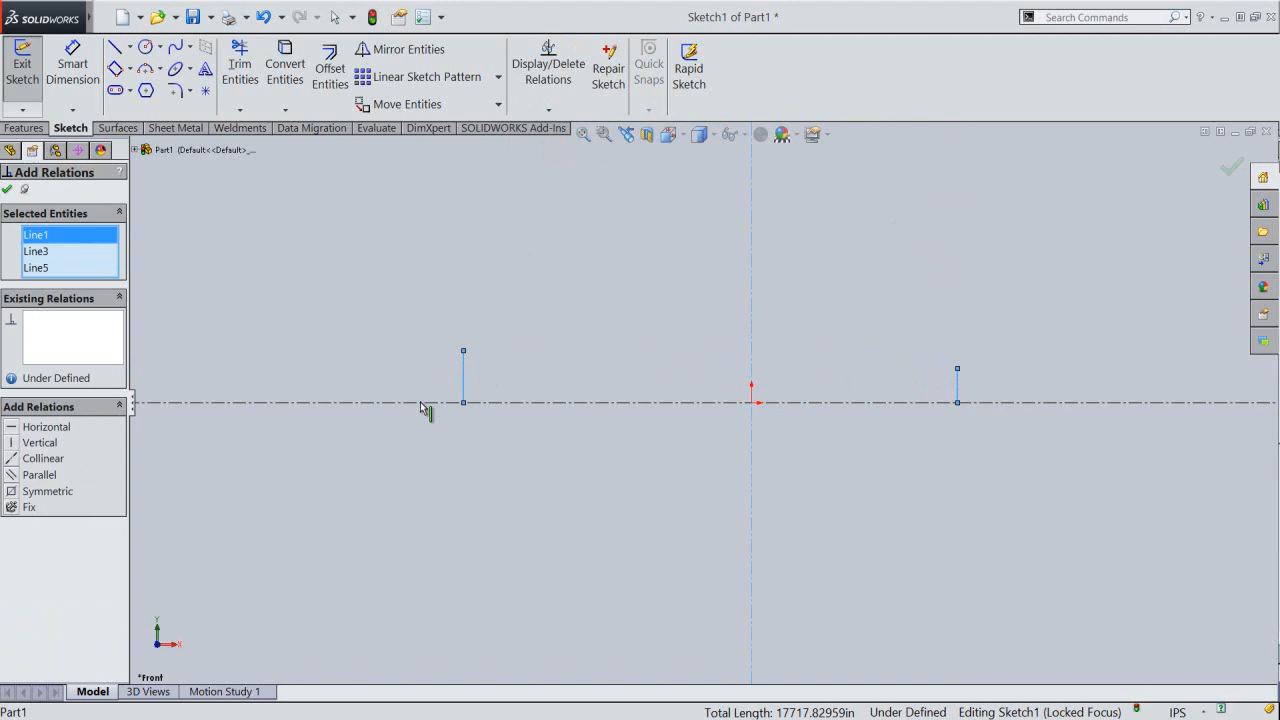 SOLIDWORKS
Sketch1 of Part1 *
Search Commands
Exit Sketch
Smart Dimension
Trim Entities
Convert Entities
Offset Entities
Mirror Entities
Linear Sketch Pattern
Move Entities
Display/Delete Relations
Repair Sketch
Quick Snaps
Rapid Sketch
Features
Sketch
Surfaces
Sheet Metal
Weldments
Data Migration
Evaluate
DimXpert
SOLIDWORKS Add-Ins
Part1 (Default<<Default>_...
Add Relations
?
Selected Entities
Line1
Line3
Line5
Existing Relations
Under Defined
Add Relations
Horizontal
Vertical
Collinear
Parallel
Symmetric
Fix
Y
X
*Front
Model
3D Views
Motion Study 1
Part1
Total Length: 17717.82959in
Under Defined
Editing Sketch1 (Locked Focus)
IPS